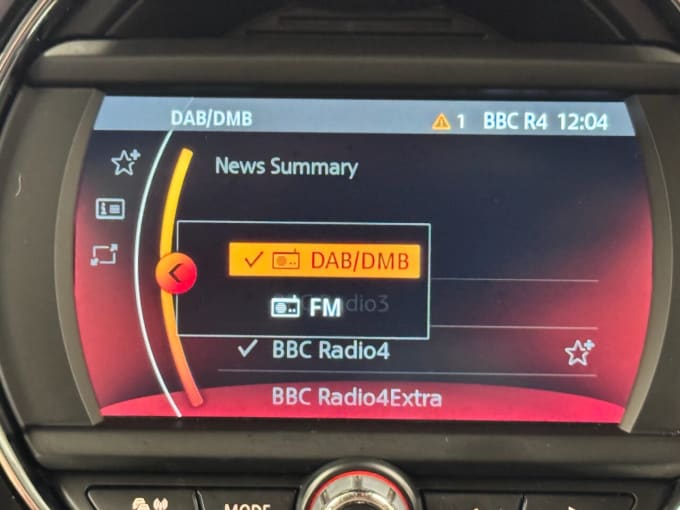 DAB/DMB 1 BBC R4 12:04
News Summary
DAB/DMB
FM
BBC Radio4
BBC Radio4Extra
MODE